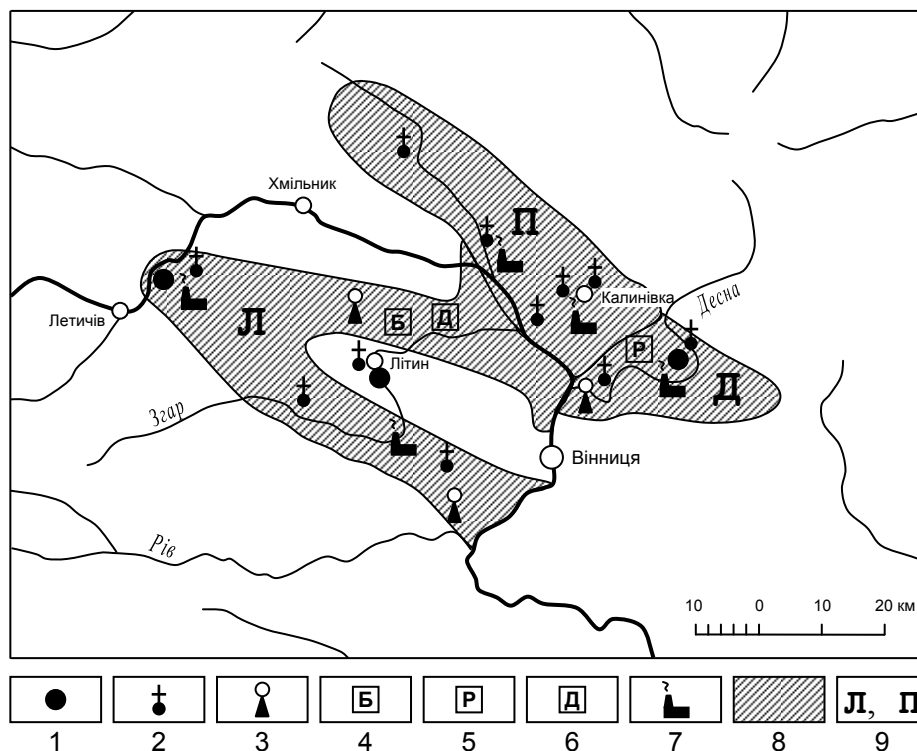 Хмільник
П
Летичів
Л
Б
Д
Калинівка
Десна
Р
Літин
Д
Згар
Вінниця
Рів
10 0 10 20 км
Б Р Д Л, П
1 2 3 4 5 6 7 8 9